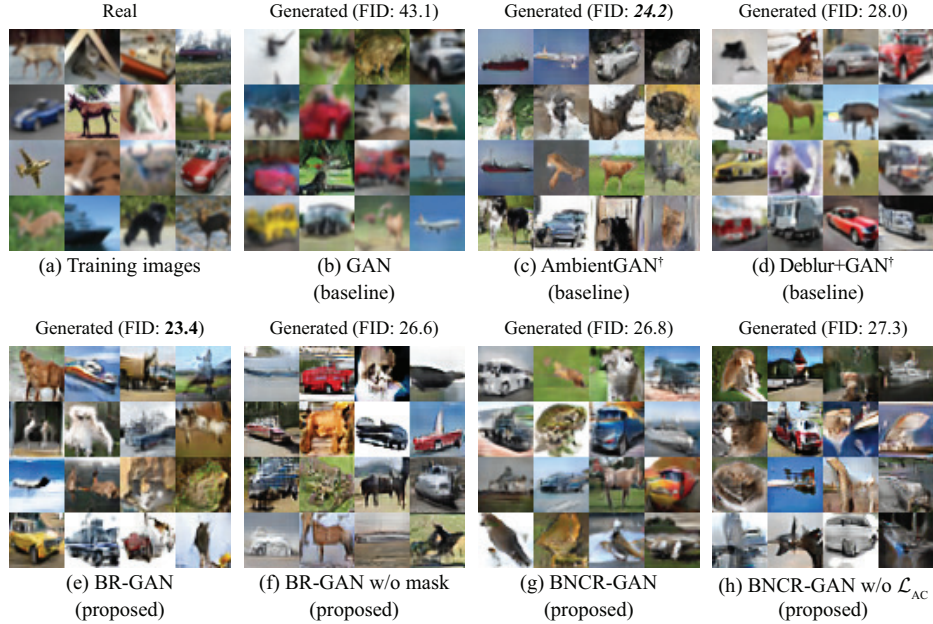 Real
Generated (FID: 43.1)
Generated (FID: 24.2)
Generated (FID: 28.0)
(a) Training images
(b) GAN
(baseline)
(c) AmbientGAN†
(baseline)
(d) Deblur+GAN†
(baseline)
Generated (FID: 23.4)
Generated (FID: 26.6)
Generated (FID: 26.8)
Generated (FID: 27.3)
(e) BR-GAN
(proposed)
(f) BR-GAN w/o mask
(proposed)
(g) BNCR-GAN
(proposed)
(h) BNCR-GAN w/o ℒAC
(proposed)